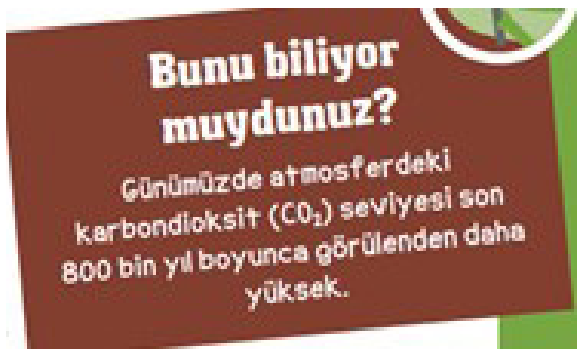 Bunu biliyor
muydunuz?
Günümüzde atmosferdeki
karbondioksit (CO₂) seviyesi son
800 bin yıl boyunca görülenden daha
yüksek.